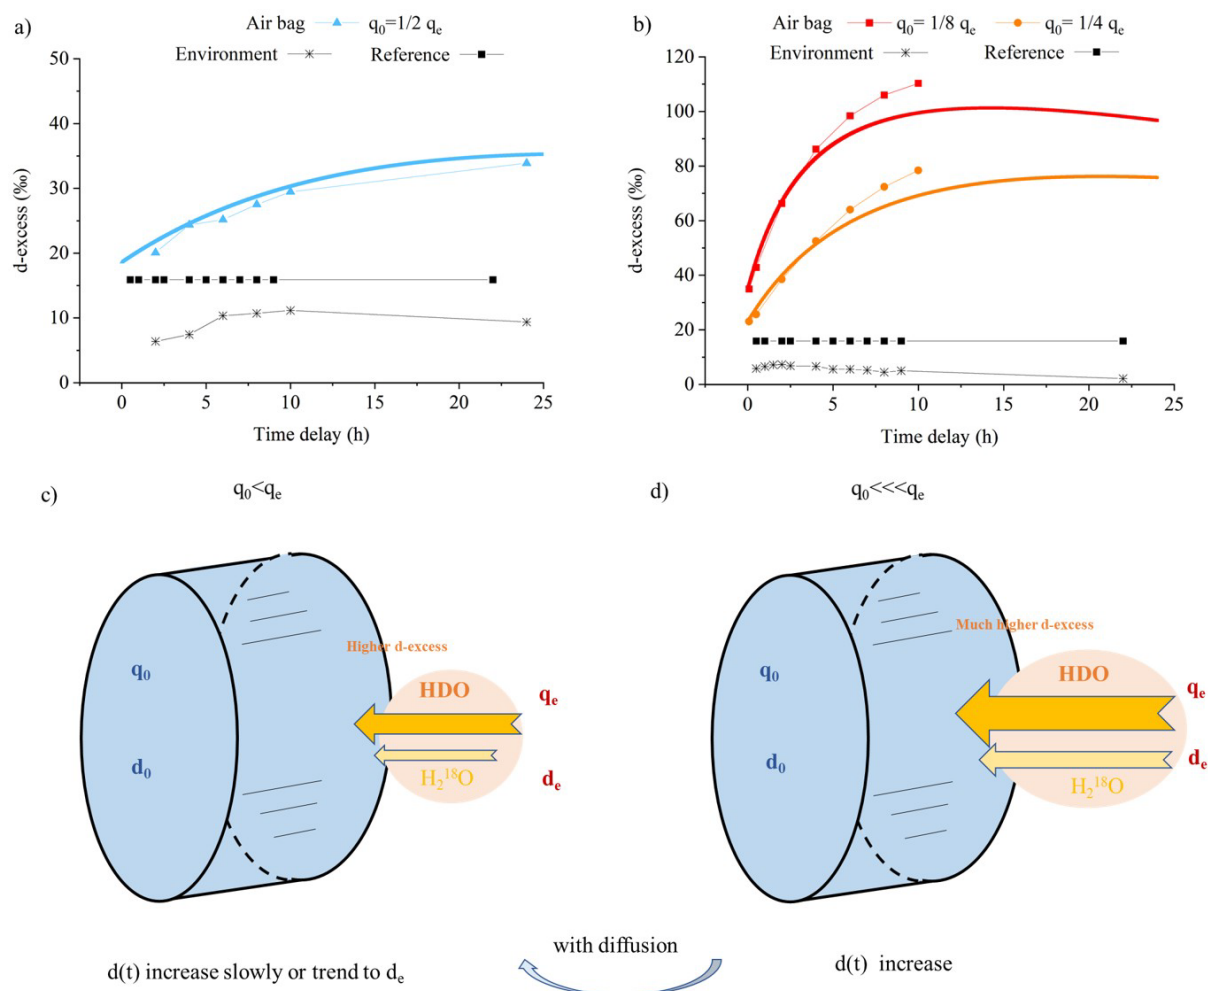 a)
Air bag q₀=1/2 qₑ
Environment Reference
50
40
30
20
10
0
d-excess (‰)
0 5 10 15 20 25
Time delay (h)
b)
Air bag q₀= 1/8 qₑ q₀= 1/4 qₑ
Environment Reference
120
100
80
60
40
20
0
d-excess (‰)
0 5 10 15 20 25
Time delay (h)
c)
q₀<qₑ
Higher d-excess
q₀
HDO
qₑ
d₀
H₂¹⁸O
dₑ
d(t) increase slowly or trend to dₑ
with diffusion
d)
q₀<<<qₑ
Much higher d-excess
q₀
HDO
qₑ
d₀
H₂¹⁸O
dₑ
d(t) increase